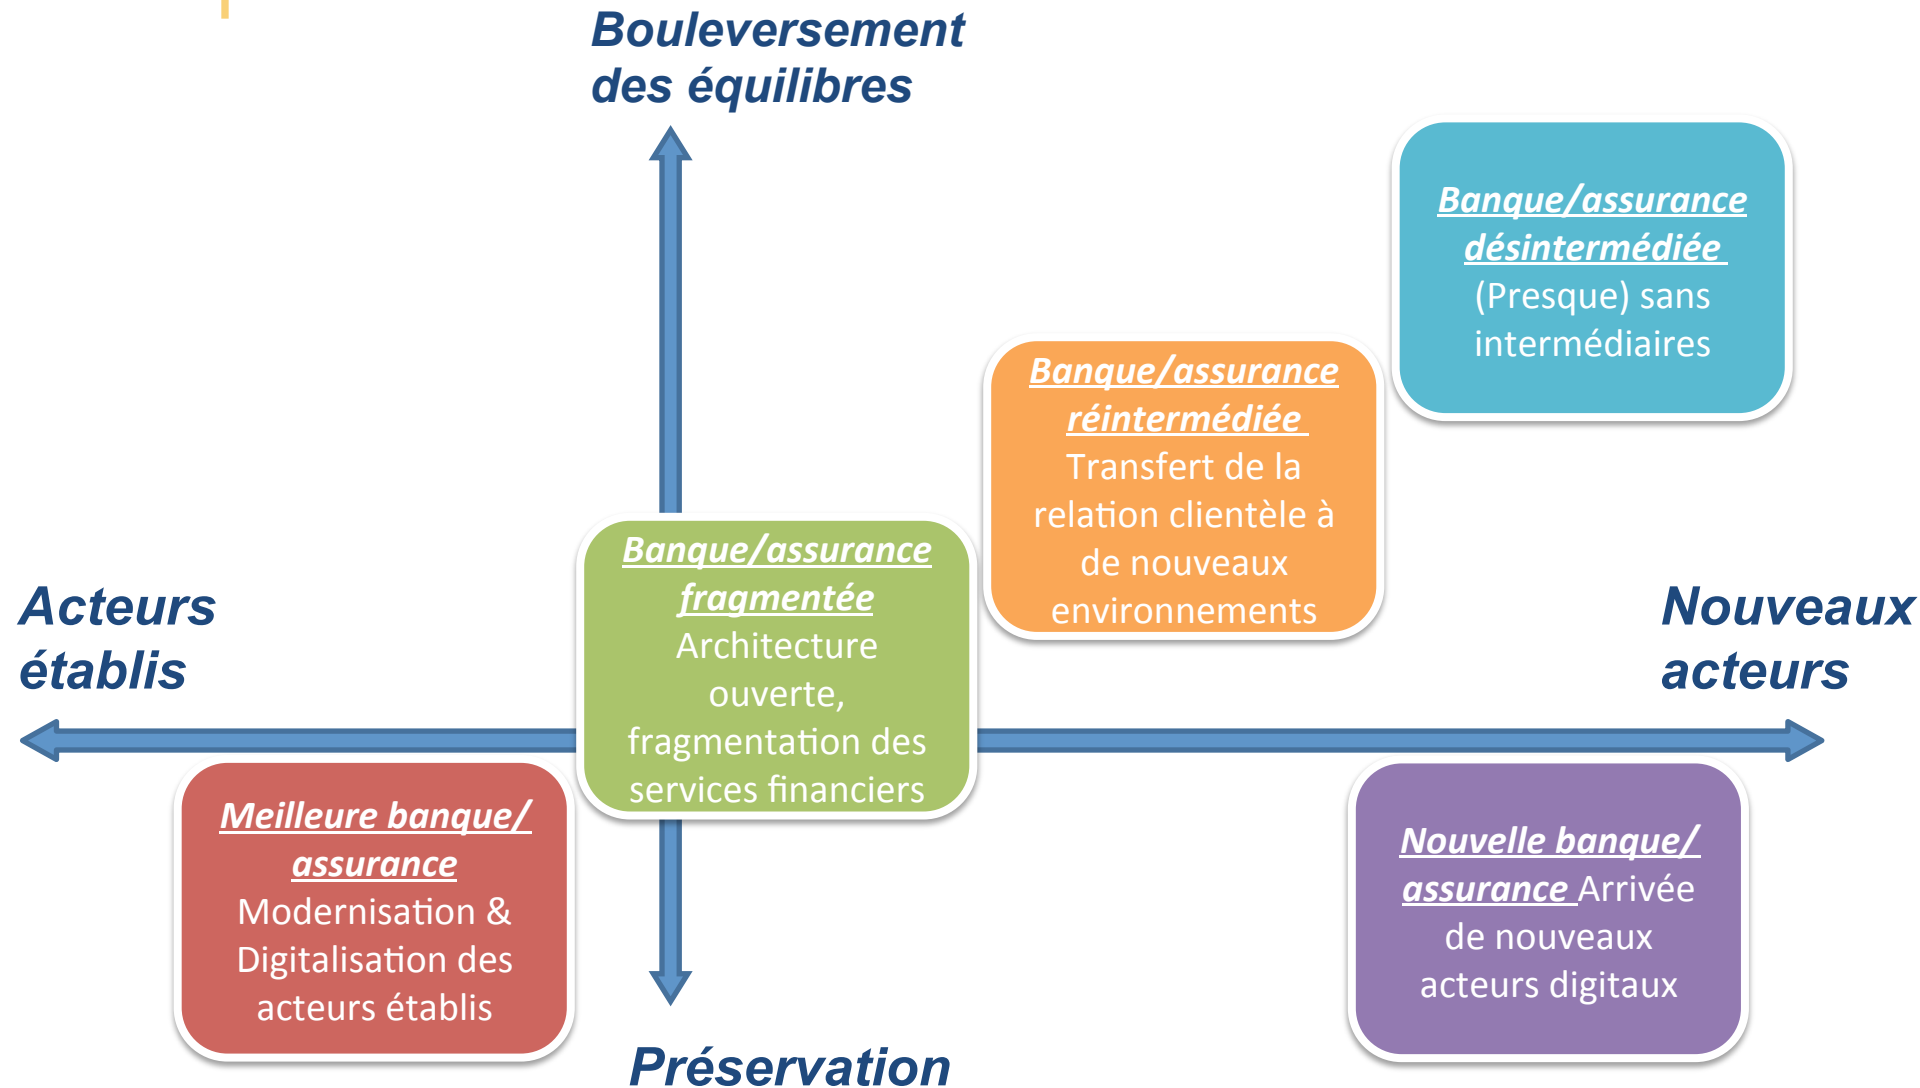 Bouleversement
des équilibres
Banque/assurance
désintermédiée
(Presque) sans
intermédiaires
Banque/assurance
réintermédiée
Transfert de la
relation clientèle à
de nouveaux
environnements
Banque/assurance
fragmentée
Architecture
ouverte,
fragmentation des
services financiers
Acteurs
établis
Nouveaux
acteurs
Meilleure banque/
assurance
Modernisation &
Digitalisation des
acteurs établis
Nouvelle banque/
assurance Arrivée
de nouveaux
acteurs digitaux
Préservation